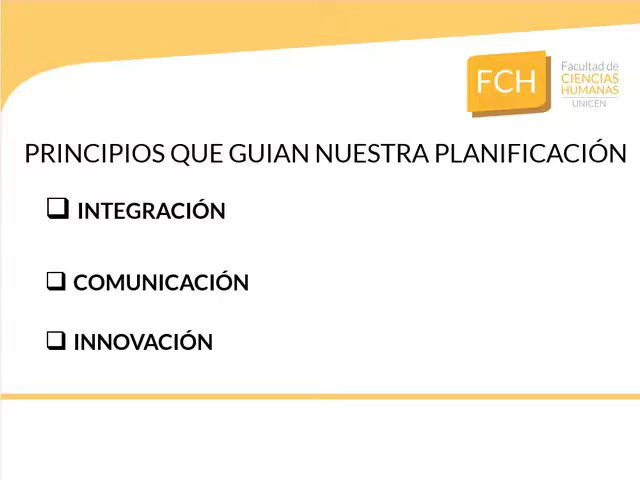 FCH
Facultad de
CIENCIAS
HUMANAS
UNICEN
PRINCIPIOS QUE GUIAN NUESTRA PLANIFICACIÓN
❑ INTEGRACIÓN
❑ COMUNICACIÓN
❑ INNOVACIÓN